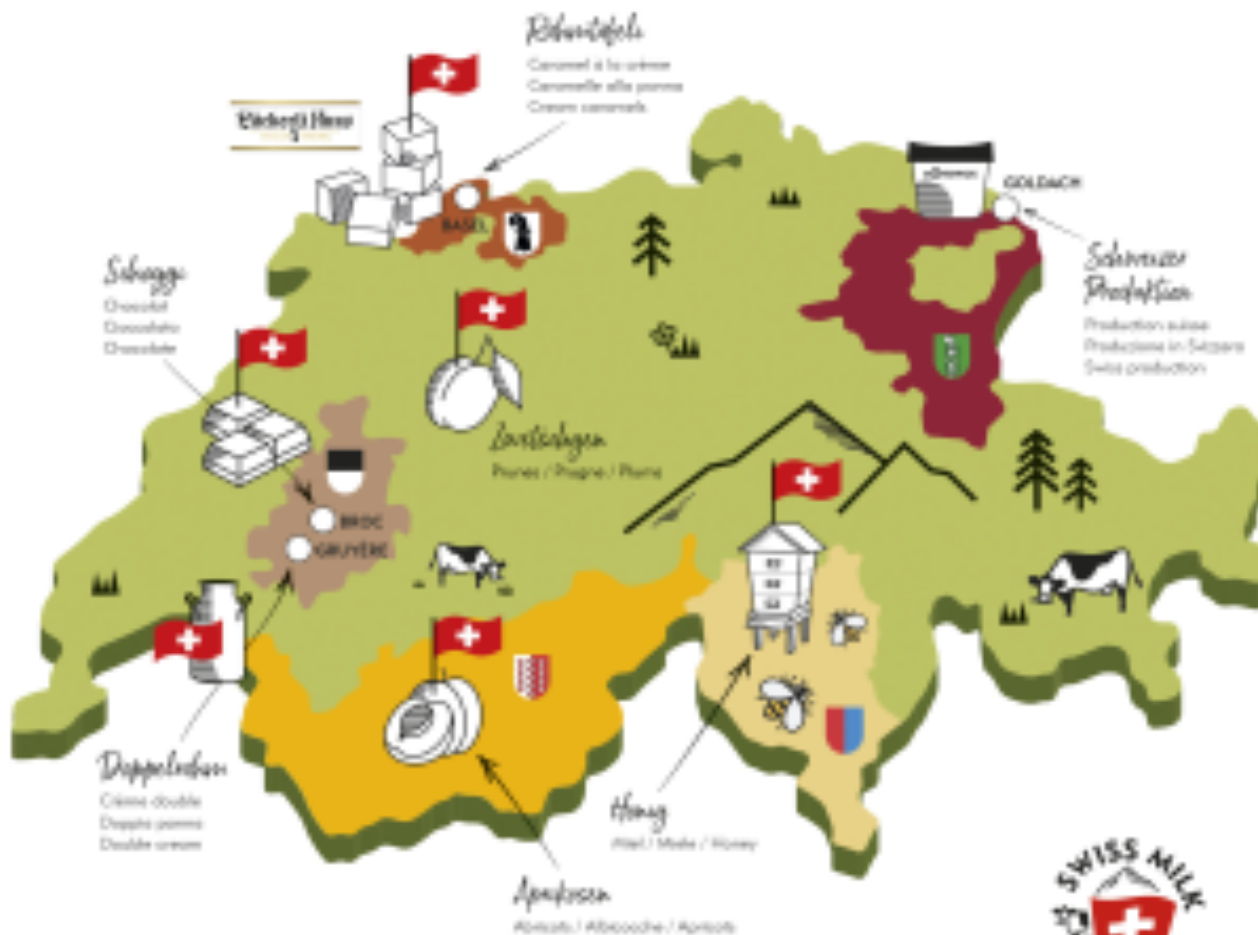 Rahmtäfeli
Caramel à la crème
Caramelle alla panna
Cream caramels
BASEL
GOLDACH
Schweizer
Produktion
Production suisse
Produzione in Svizzera
Swiss production
Schoggi
Chocolat
Cioccolato
Chocolate
Zwetschgen
Prunes / Prugne / Plums
BROC
GRUYÈRE
Doppelrahm
Crème double
Doppia panna
Double cream
Honig
Miel / Miele / Honey
Aprikosen
Abricots / Albicocche / Apricots
SWISS MILK